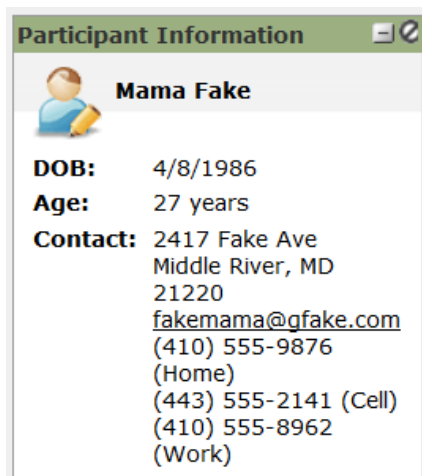 Participant Information
Mama Fake
DOB: 4/8/1986
Age: 27 years
Contact: 2417 Fake Ave
Middle River, MD
21220
fakemama@gfake.com
(410) 555-9876
(Home)
(443) 555-2141 (Cell)
(410) 555-8962
(Work)